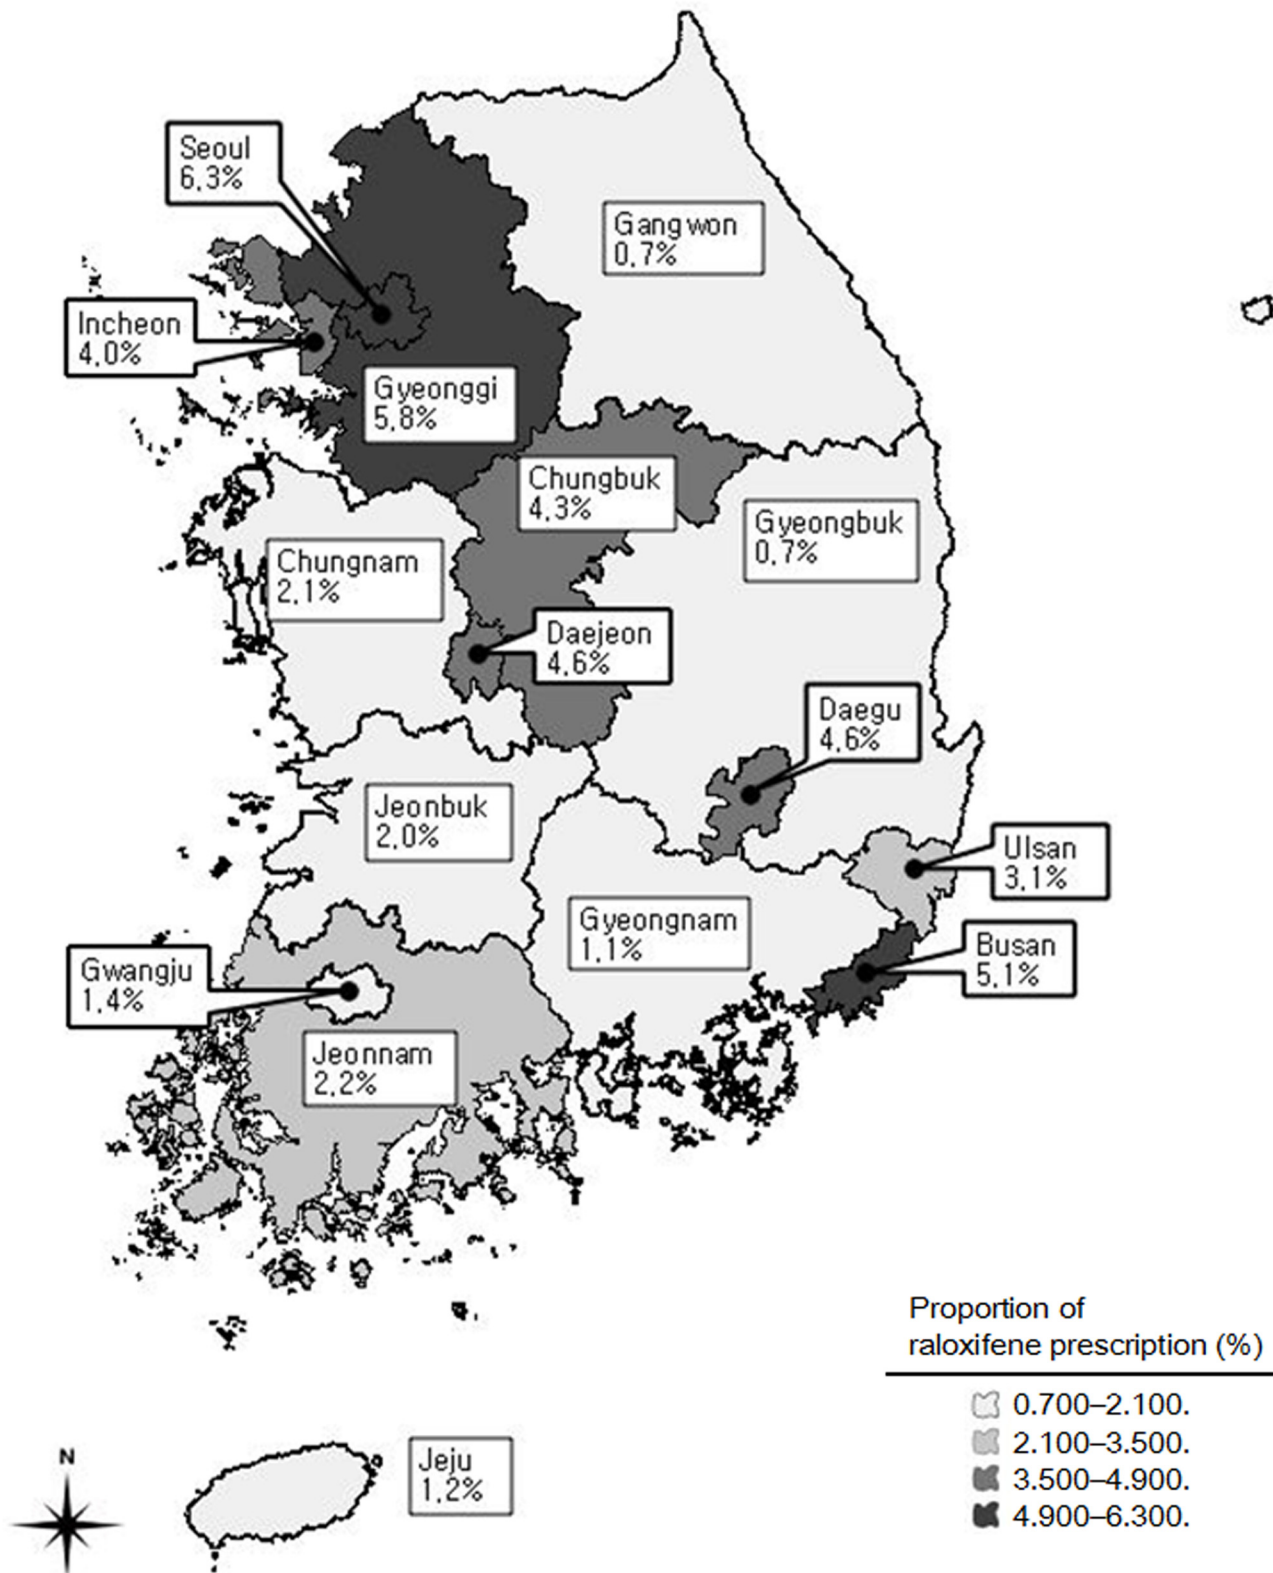 Seoul
6.3%
Gangwon
0.7%
Incheon
4.0%
Gyeonggi
5.8%
Chungbuk
4.3%
Gyeongbuk
0.7%
Chungnam
2.1%
Daejeon
4.6%
Daegu
4.6%
Jeonbuk
2.0%
Ulsan
3.1%
Gyeongnam
1.1%
Busan
5.1%
Gwangju
1.4%
Jeonnam
2.2%
Proportion of
raloxifene prescription (%)
0.700–2.100.
2.100–3.500.
3.500–4.900.
4.900–6.300.
N
Jeju
1.2%